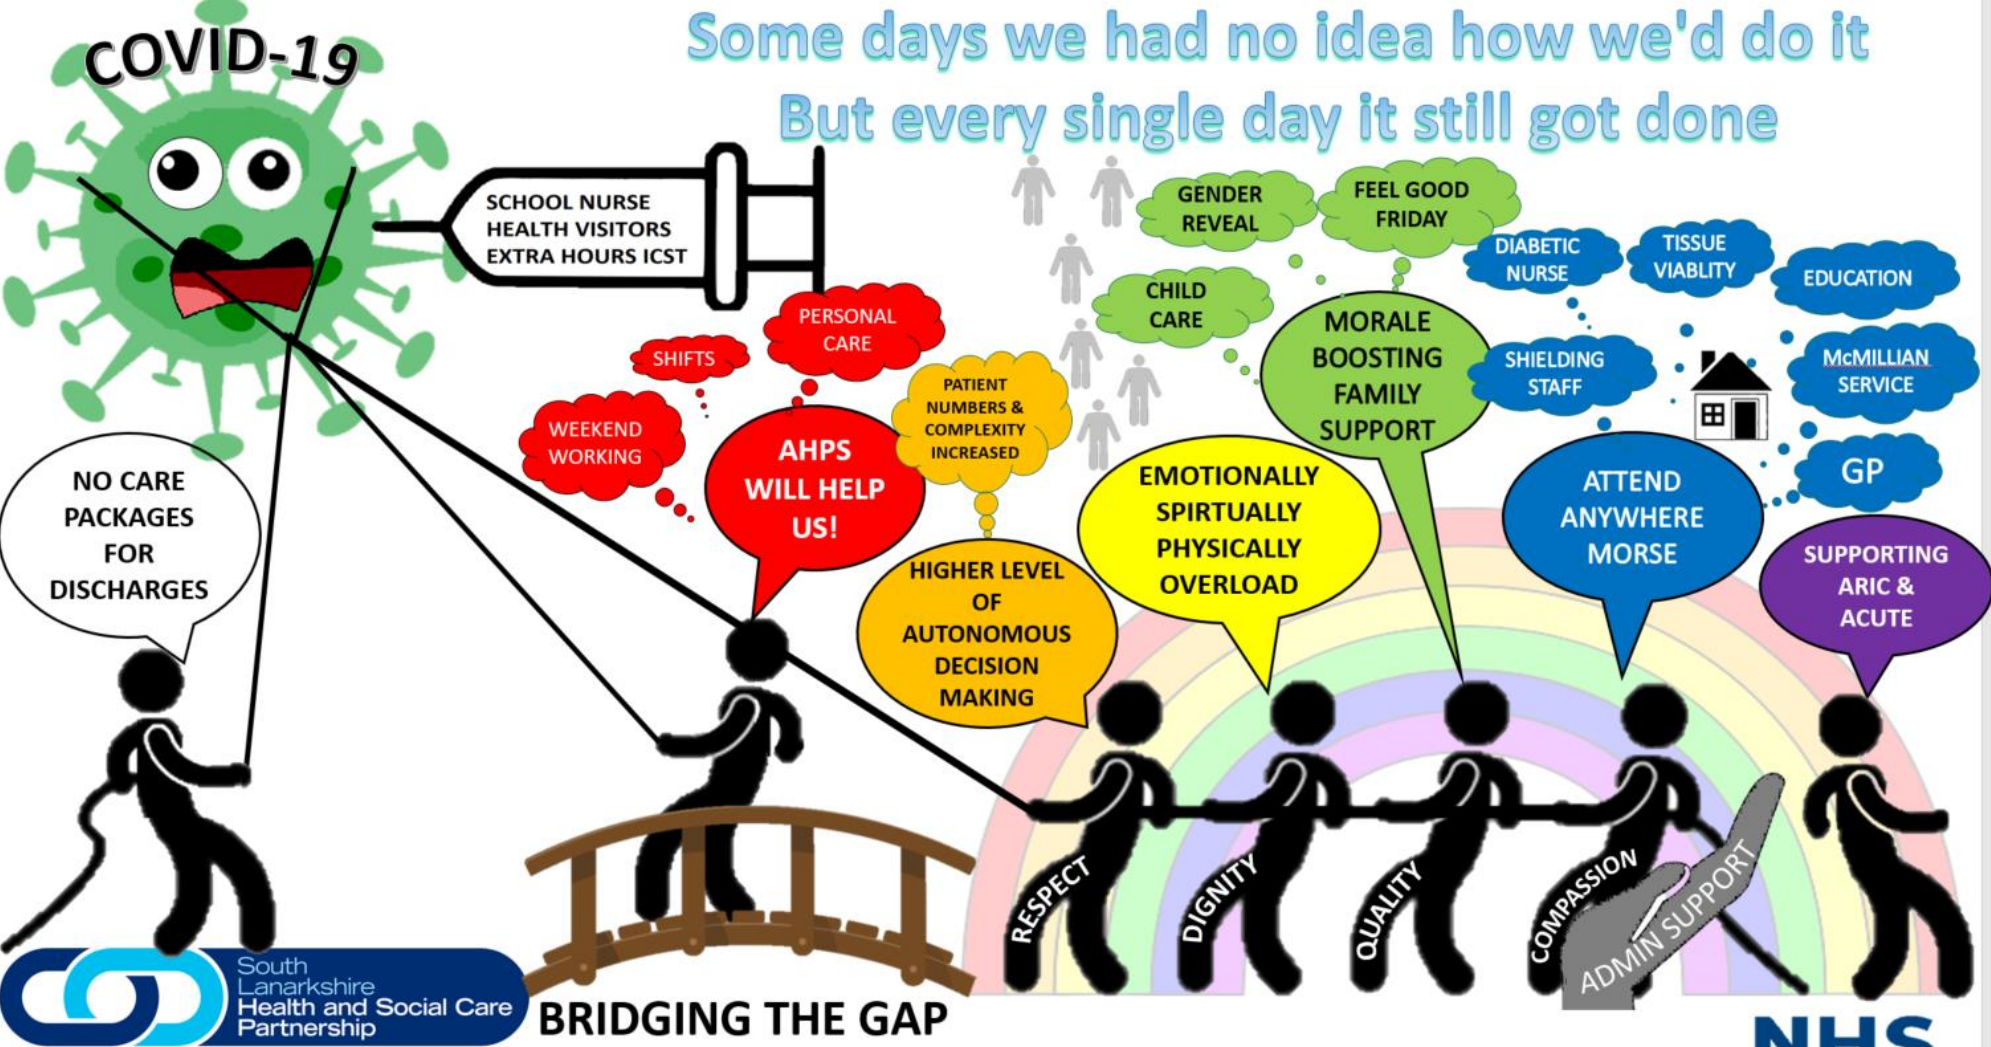 Some days we had no idea how we'd do it
But every single day it still got done
COVID-19
SCHOOL NURSE
HEALTH VISITORS
EXTRA HOURS ICST
GENDER
REVEAL
FEEL GOOD
FRIDAY
CHILD
CARE
DIABETIC
NURSE
TISSUE
VIABLITY
EDUCATION
SHIELDING
STAFF
McMILLIAN
SERVICE
GP
SHIFTS
PERSONAL
CARE
WEEKEND
WORKING
PATIENT
NUMBERS &
COMPLEXITY
INCREASED
NO CARE
PACKAGES
FOR
DISCHARGES
AHPS
WILL HELP
US!
HIGHER LEVEL
OF
AUTONOMOUS
DECISION
MAKING
EMOTIONALLY
SPIRTUALLY
PHYSICALLY
OVERLOAD
MORALE
BOOSTING
FAMILY
SUPPORT
ATTEND
ANYWHERE
MORSE
SUPPORTING
ARIC &
ACUTE
RESPECT
DIGNITY
QUALITY
COMPASSION
ADMIN SUPPORT
South
Lanarkshire
Health and Social Care
Partnership
BRIDGING THE GAP
NHS